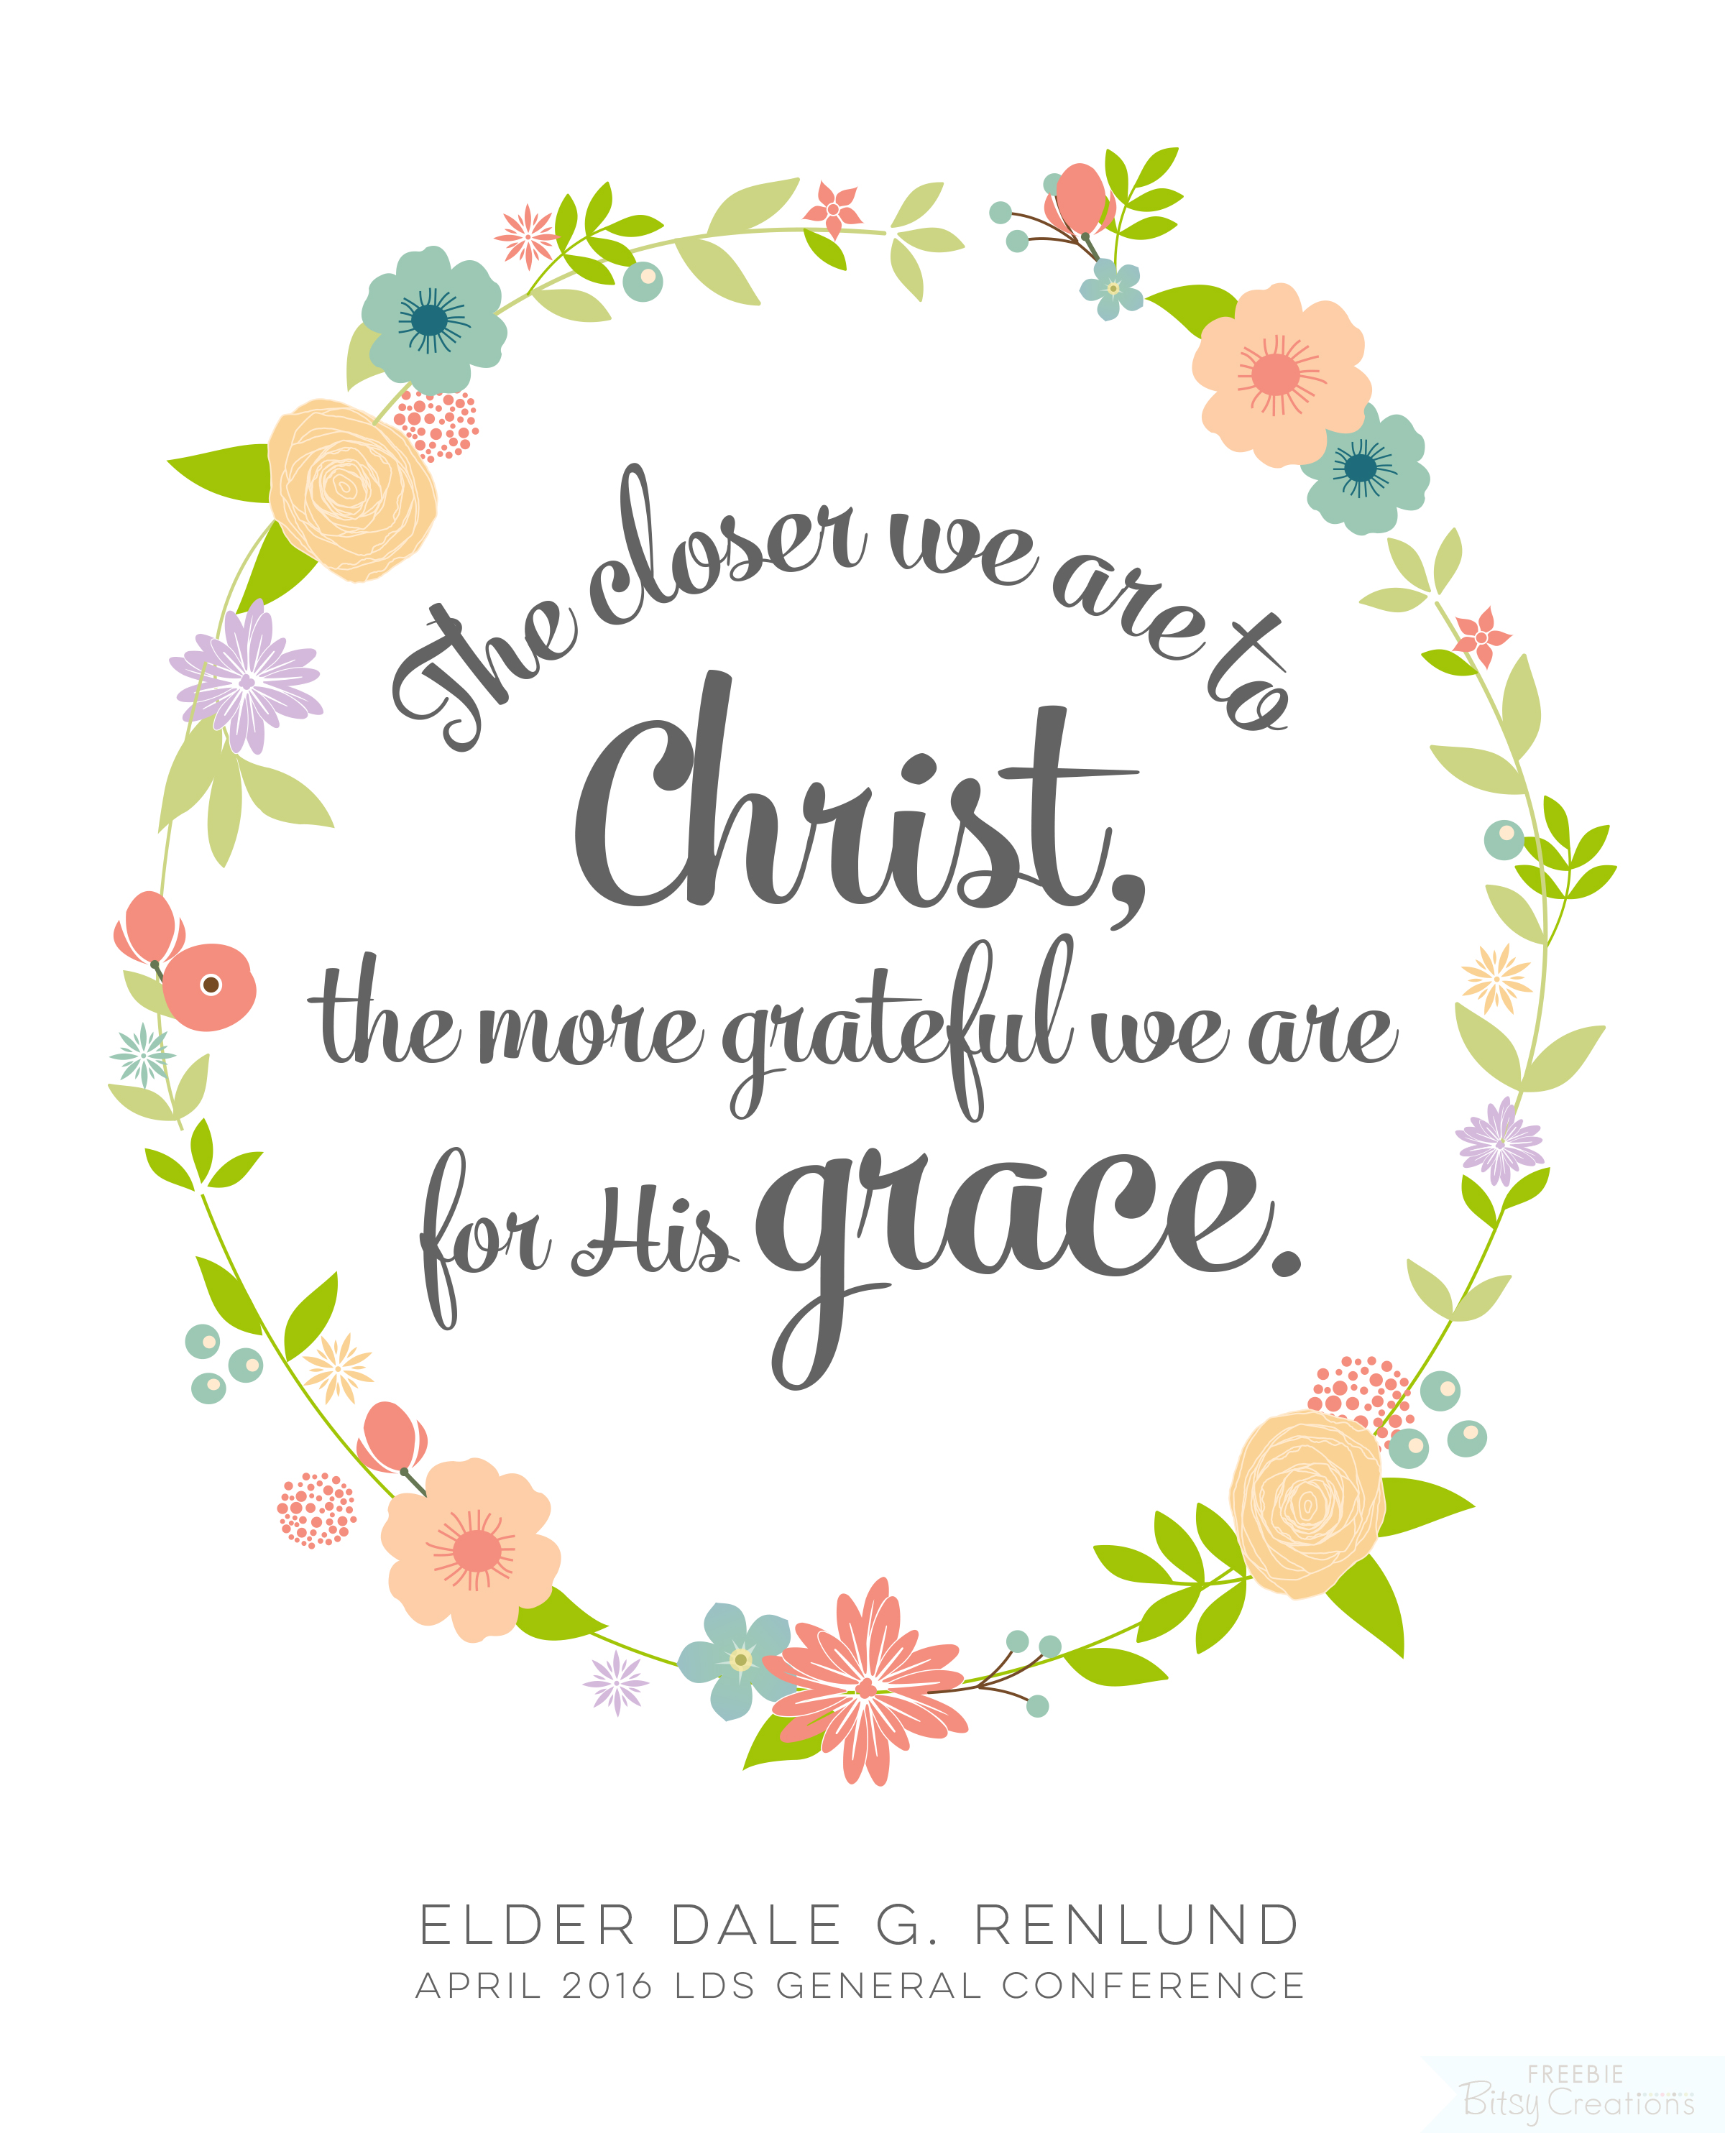 The closer we are to
Christ,
the more grateful we are
for His grace.
ELDER DALE G. RENLUND
APRIL 2016 LDS GENERAL CONFERENCE
FREEBIE
Bitsy Creations